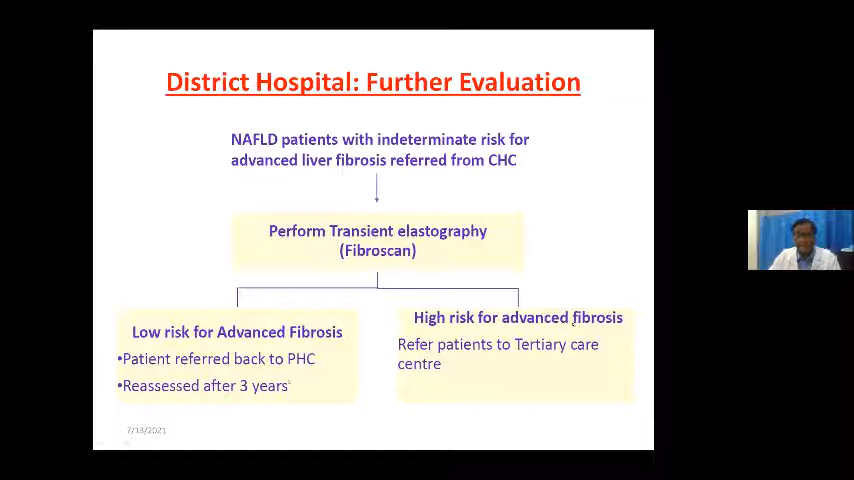 District Hospital: Further Evaluation
NAFLD patients with indeterminate risk for
advanced liver fibrosis referred from CHC
Perform Transient elastography
(Fibroscan)
Low risk for Advanced Fibrosis
•Patient referred back to PHC
•Reassessed after 3 years
High risk for advanced fibrosis
Refer patients to Tertiary care
centre
7/13/2021